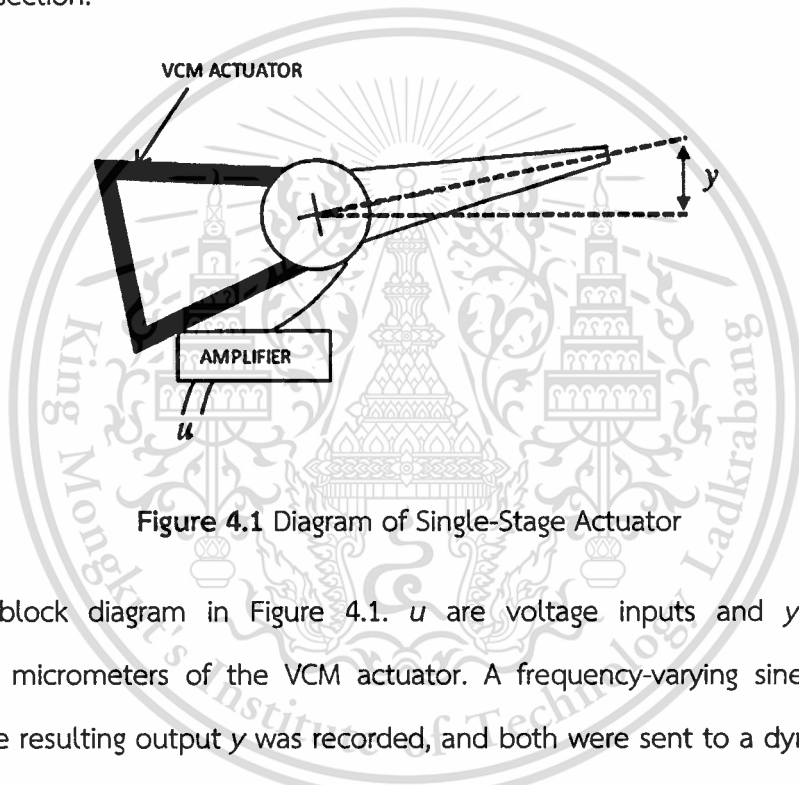 section.
VCM ACTUATOR
y
AMPLIFIER
u
Figure 4.1 Diagram of Single-Stage Actuator
block diagram in Figure 4.1. u are voltage inputs and y
micrometers of the VCM actuator. A frequency-varying sine
e resulting output y was recorded, and both were sent to a dyn
King Mongkut's Institute of Technology Ladkrabang